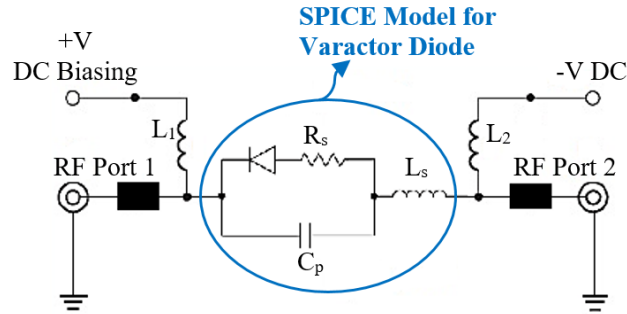 SPICE Model for
Varactor Diode
+V
DC Biasing
-V DC
L1
Rs
L2
RF Port 1
Ls
RF Port 2
Cp